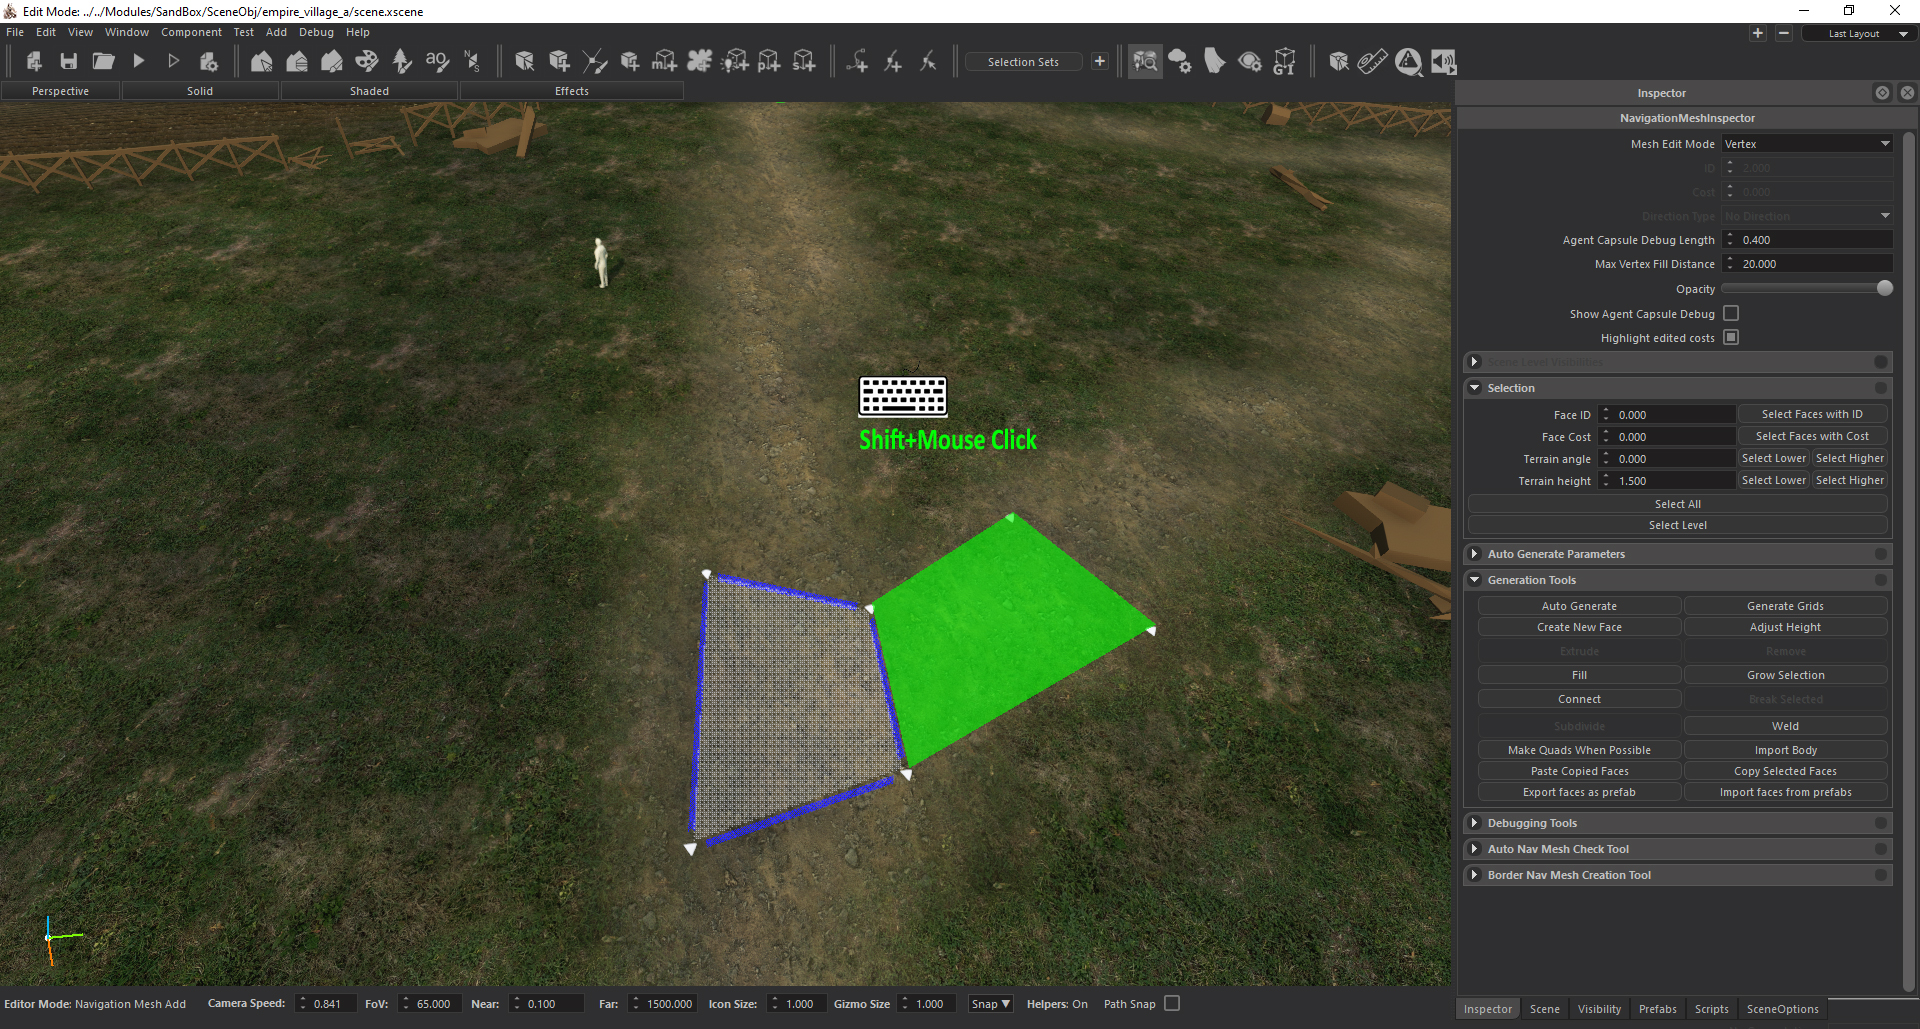 Edit Mode: ../../Modules/SandBox/SceneObj/empire_village_a/scene.xscene
File Edit View Window Component Test Add Debug Help
Last Layout
Selection Sets
GI
Perspective Solid Shaded Effects
Inspector
NavigationMeshInspector
Mesh Edit Mode Vertex
ID 2.000
Cost 0.000
Direction Type No Direction
Agent Capsule Debug Length 0.400
Max Vertex Fill Distance 20.000
Opacity
Show Agent Capsule Debug
Highlight edited costs
Scene Level Visibilities
Selection
Face ID 0.000 Select Faces with ID
Face Cost 0.000 Select Faces with Cost
Terrain angle 0.000 Select Lower Select Higher
Terrain height 1.500 Select Lower Select Higher
Select All
Select Level
Auto Generate Parameters
Generation Tools
Auto Generate Generate Grids
Create New Face Adjust Height
Extrude Remove
Fill Grow Selection
Connect Break Selected
Subdivide Weld
Make Quads When Possible Import Body
Paste Copied Faces Copy Selected Faces
Export faces as prefab Import faces from prefabs
Debugging Tools
Auto Nav Mesh Check Tool
Border Nav Mesh Creation Tool
Shift+Mouse Click
Editor Mode: Navigation Mesh Add Camera Speed: 0.841 FoV: 65.000 Near: 0.100 Far: 1500.000 Icon Size: 1.000 Gizmo Size 1.000 Snap Helpers: On Path Snap
Inspector Scene Visibility Prefabs Scripts SceneOptions